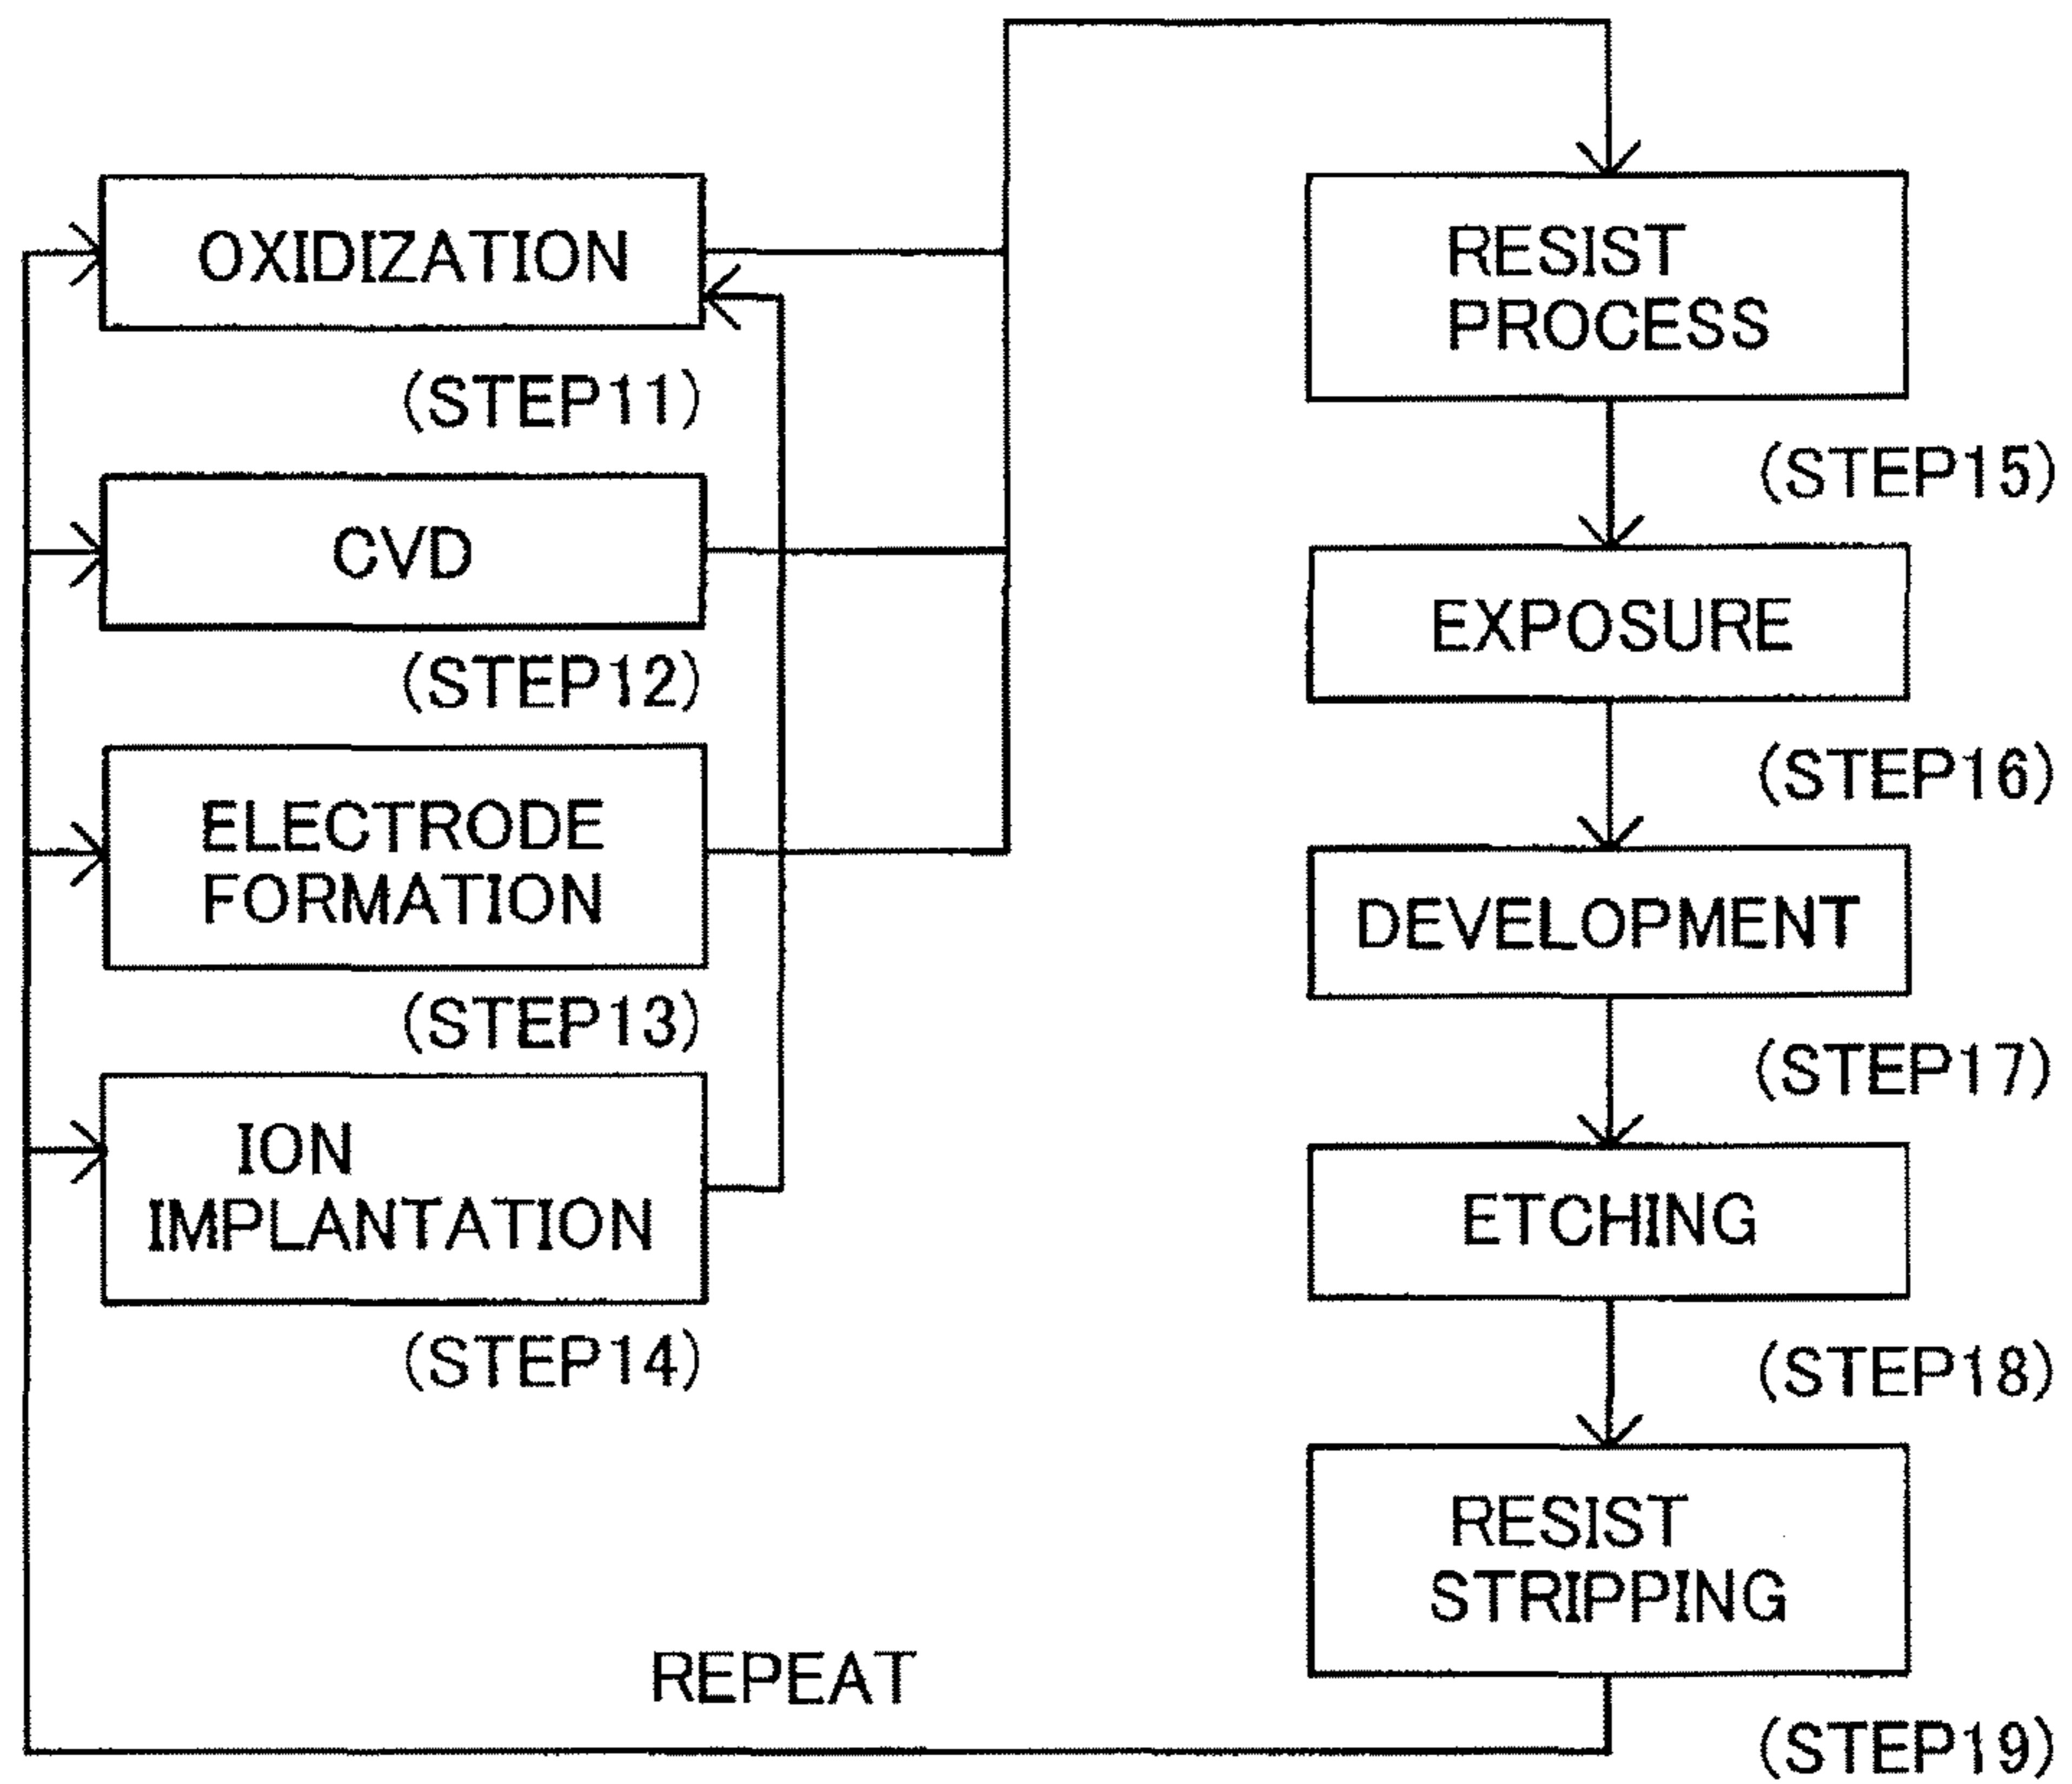 OXIDIZATION
(STEP11)
CVD
(STEP12)
ELECTRODE
FORMATION
(STEP13)
ION
IMPLANTATION
(STEP14)
RESIST
PROCESS
(STEP15)
EXPOSURE
(STEP16)
DEVELOPMENT
(STEP17)
ETCHING
(STEP18)
RESIST
STRIPPING
(STEP19)
REPEAT